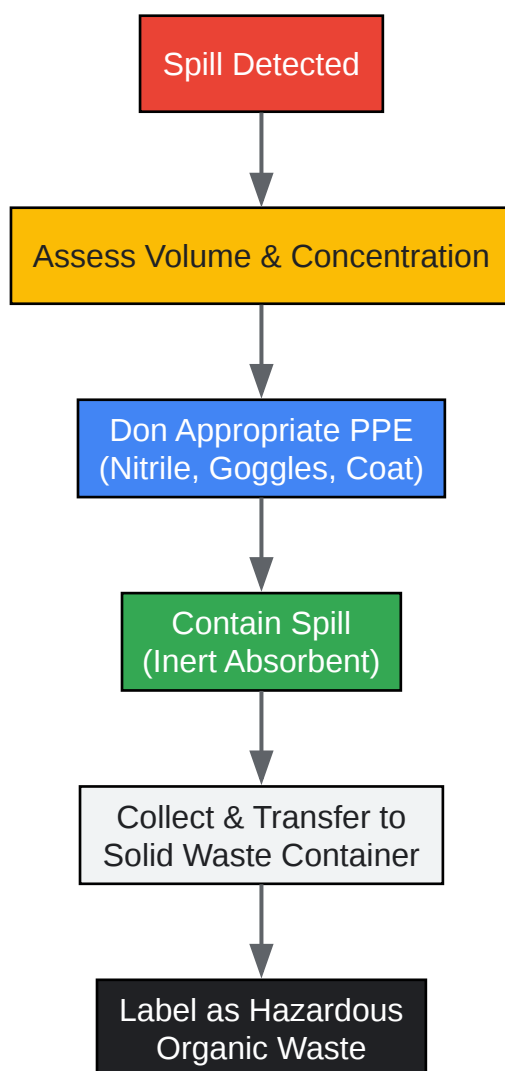 Spill Detected
Assess Volume & Concentration
Don Appropriate PPE
(Nitrile, Goggles, Coat)
Contain Spill
(Inert Absorbent)
Collect & Transfer to
Solid Waste Container
Label as Hazardous
Organic Waste